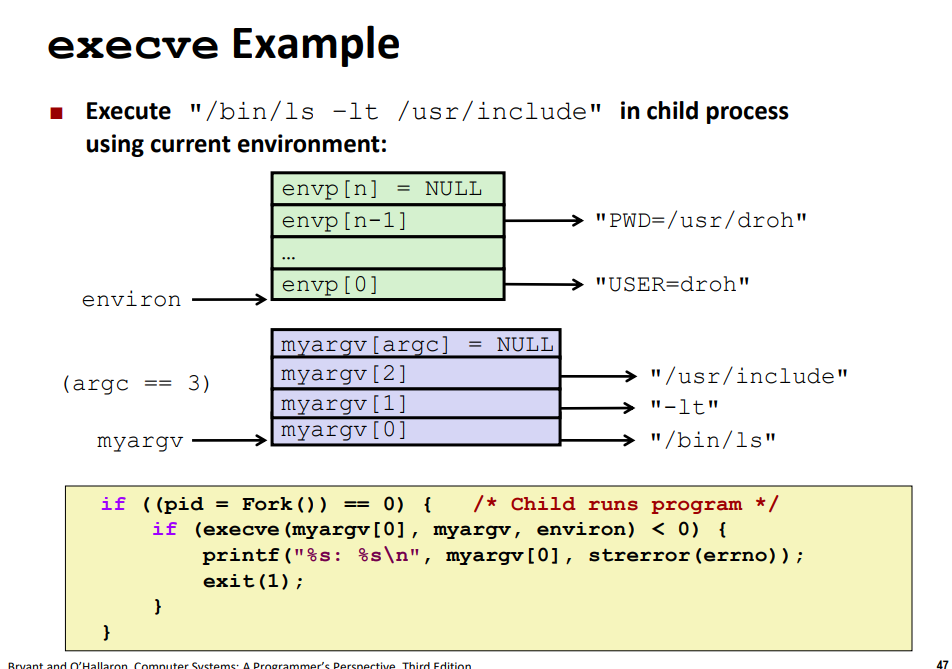 execve Example
Execute "/bin/ls –lt /usr/include" in child process
using current environment:
envp[n] = NULL
envp[n-1]
"PWD=/usr/droh"
…
envp[0]
"USER=droh"
environ
myargv[argc] = NULL
myargv[2]
"/usr/include"
(argc == 3)
myargv[1]
"-lt"
myargv[0]
"/bin/ls"
myargv
if ((pid = Fork()) == 0) {   /* Child runs program */
    if (execve(myargv[0], myargv, environ) < 0) {
        printf("%s: %s\n", myargv[0], strerror(errno));
        exit(1);
    }
}
Bryant and O'Hallaron, Computer Systems: A Programmer's Perspective, Third Edition
47